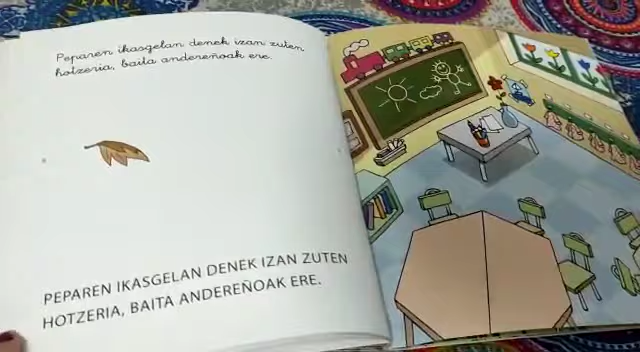 Peparen ikasgelan denek izan zuten
hotzeria, baita andereñoak ere.
PEPAREN IKASGELAN DENEK IZAN ZUTEN
HOTZERIA, BAITA ANDEREÑOAK ERE.